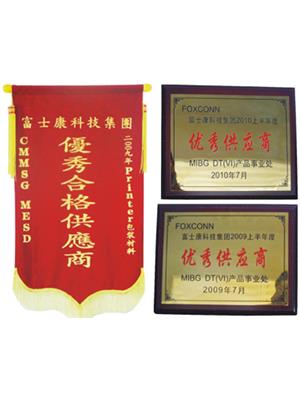 富士康科技集團
二〇〇九年Printer包裝材料
優秀合格供應商
CMMSG MESD
FOXCONN
富士康科技集团2010上半年度
优秀供应商
MIBG DT(VI)产品事业处
2010年7月
FOXCONN
富士康科技集团2009上半年度
优秀供应商
MIBG DT(VI)产品事业处
2009年7月